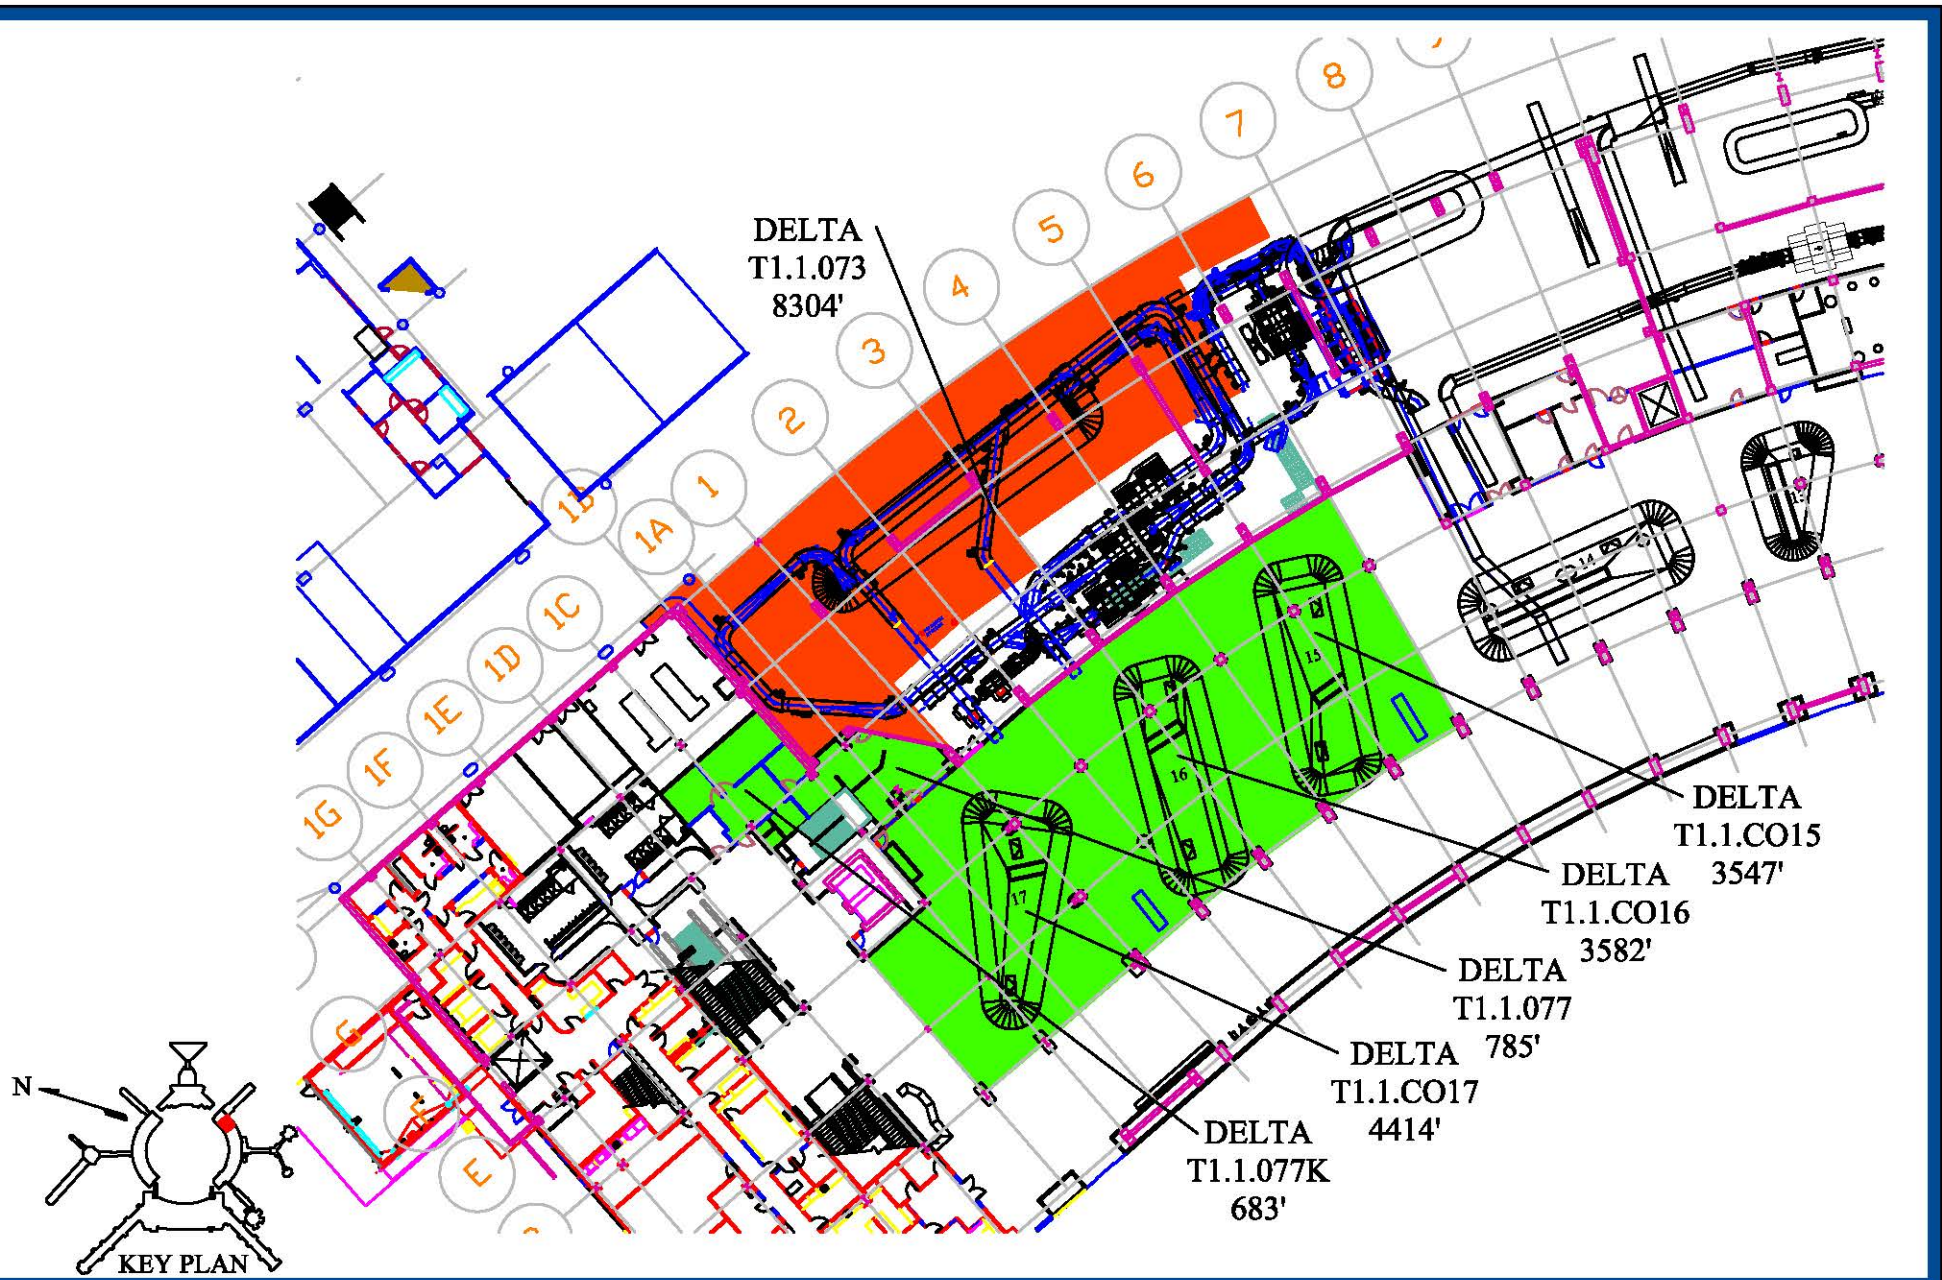 8
7
6
5
4
3
2
1
1A
1B
1C
1D
1E
1F
1G
G
F
E
DELTA
T1.1.073
8304'
14
15
16
17
DELTA
T1.1.CO15
3547'
DELTA
T1.1.CO16
3582'
DELTA
T1.1.077
785'
DELTA
T1.1.CO17
4414'
DELTA
T1.1.077K
683'
N
KEY PLAN